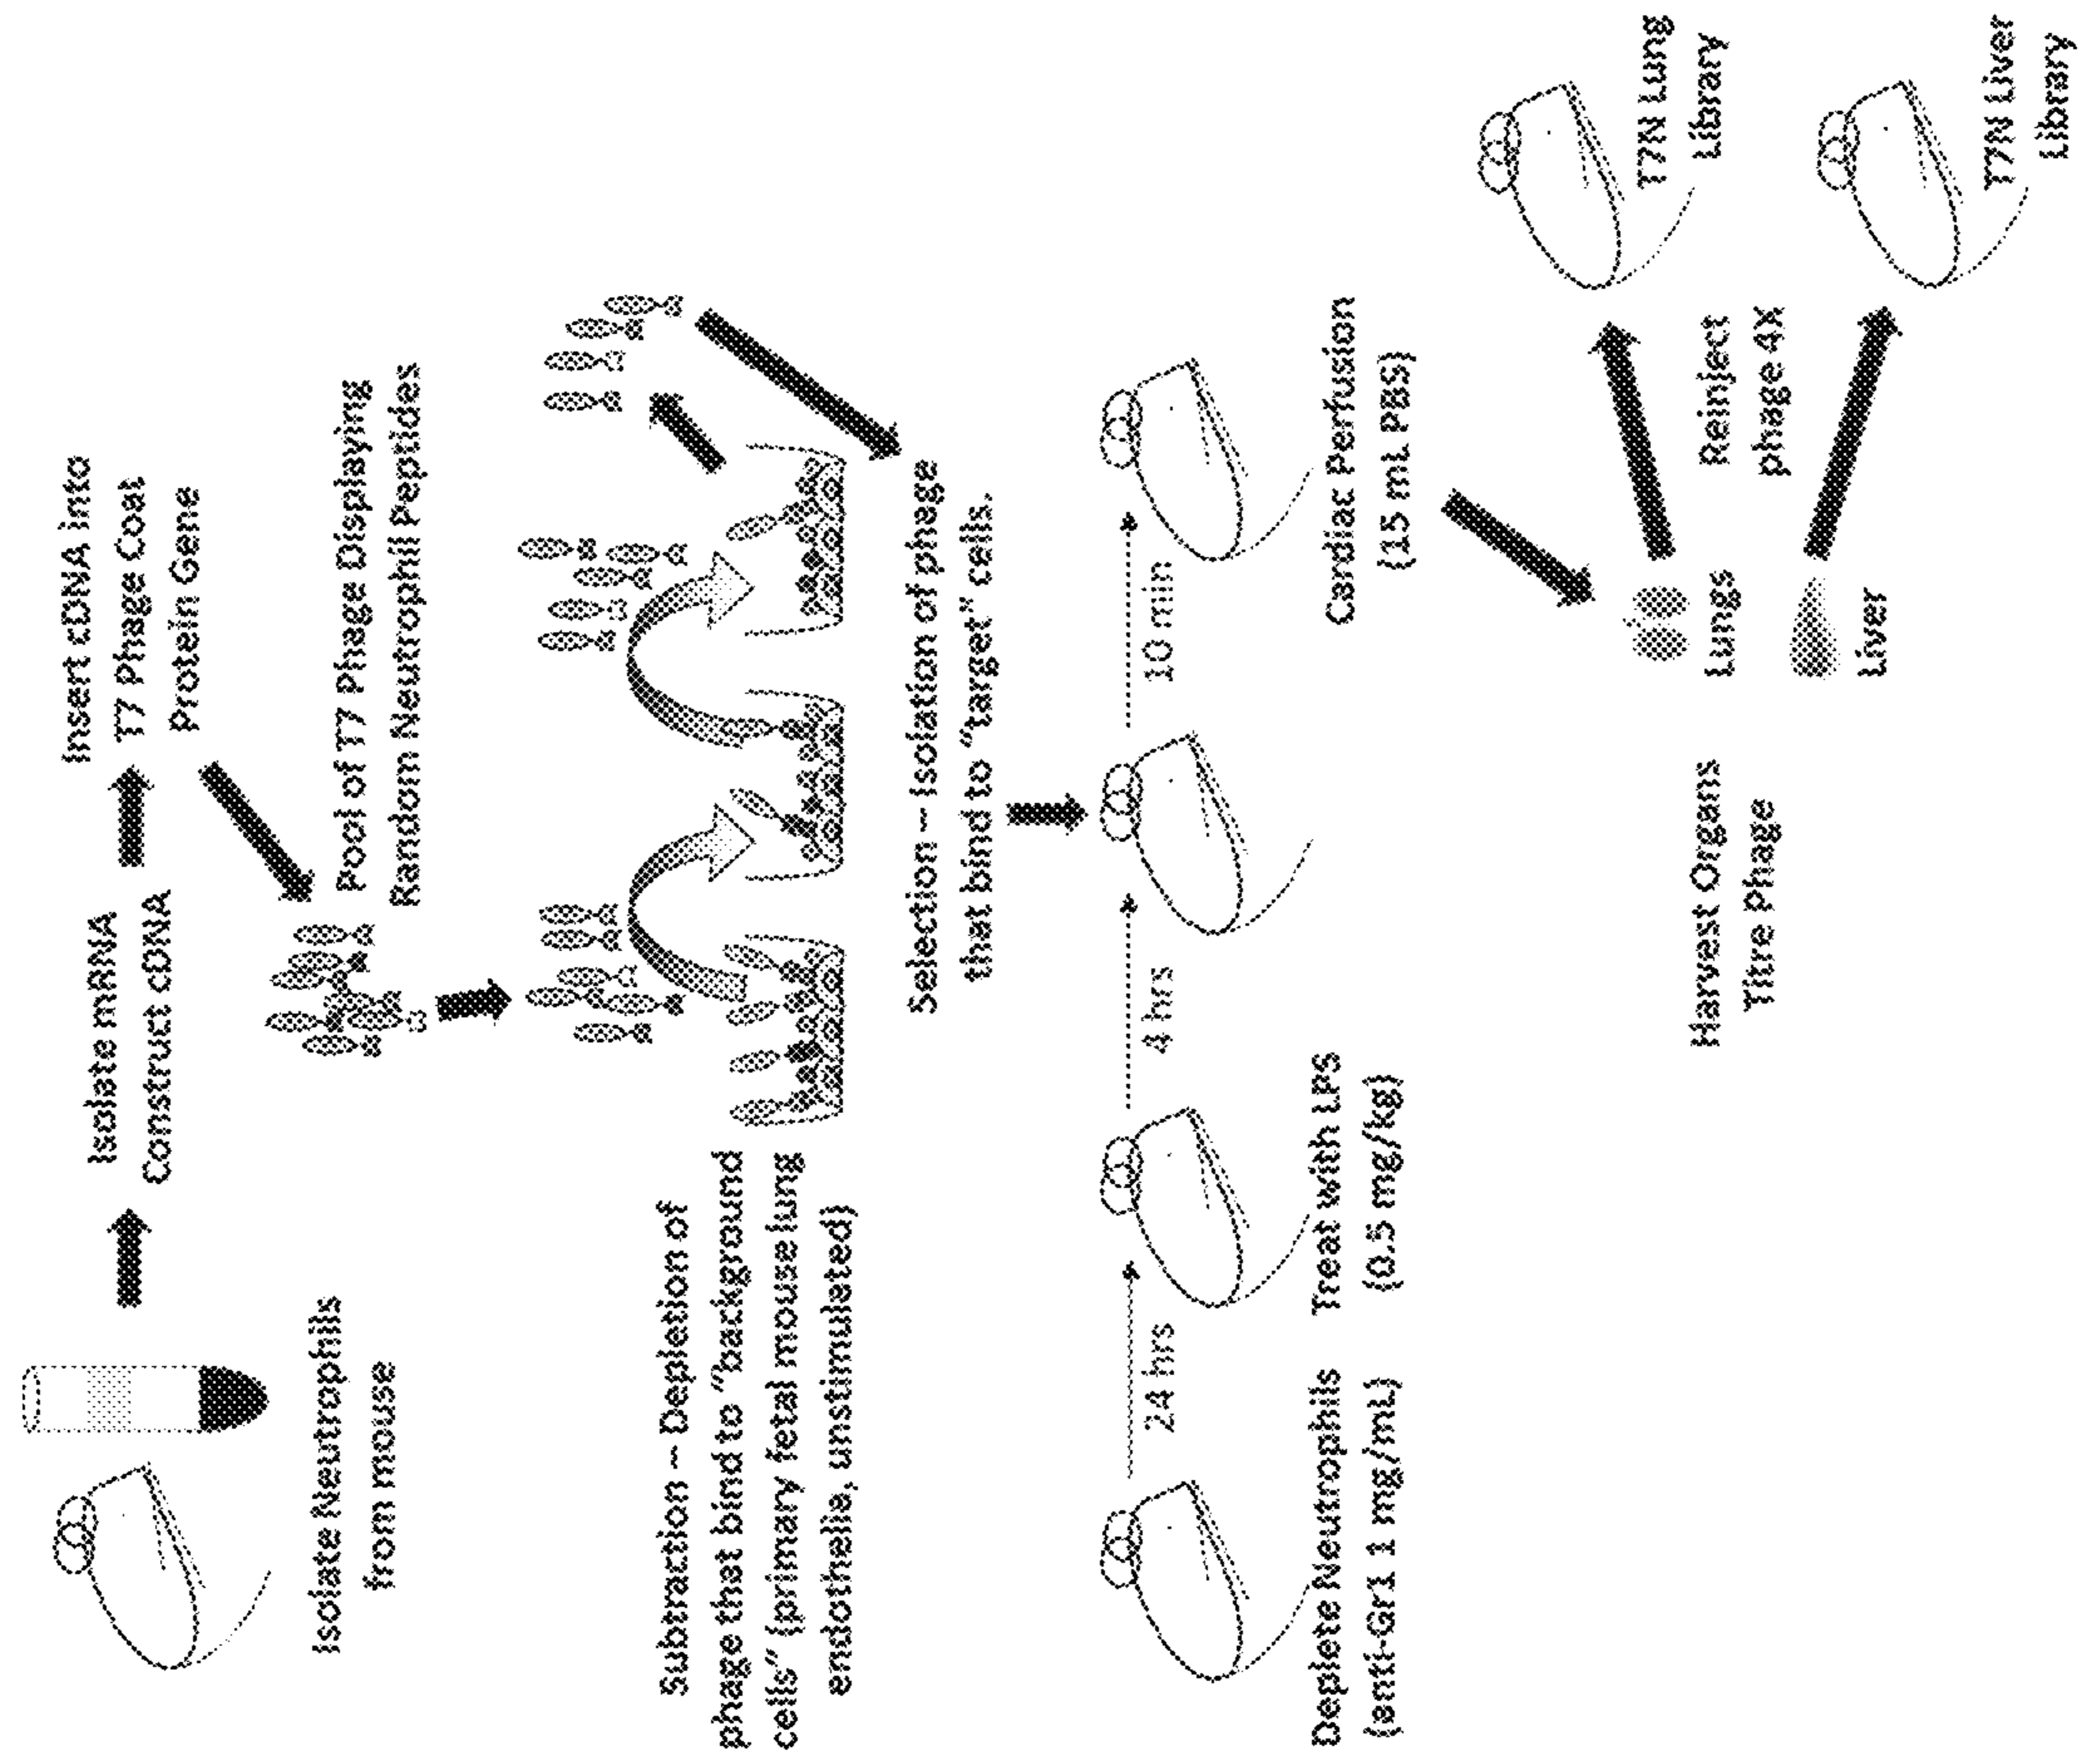 Isolate Neutrophils
from mouse
Isolate mRNA
Construct cDNA
Insert cDNA into
T7 Phage Coat
Protein Gene
Pool of T7 Phage Displaying
Random Neutrophil Peptides
Subtraction – Depletion of
phage that bind to "background
cells" (primary fetal mouse lung
endothelia, unstimulated)
Selection – isolation of phage
that bind to "target" cells.
24 hrs
4 hrs
10 min
Deplete Neutrophils
(anti-Gr1 1 mg/mL)
Treat with LPS
(0.5 mg/kg)
Cardiac Perfusion
(15 mL PBS)
Harvest Organs
Titre Phage
Lungs
Liver
Reinject
phage 4X
T7N Lung
Library
T7N Liver
Library